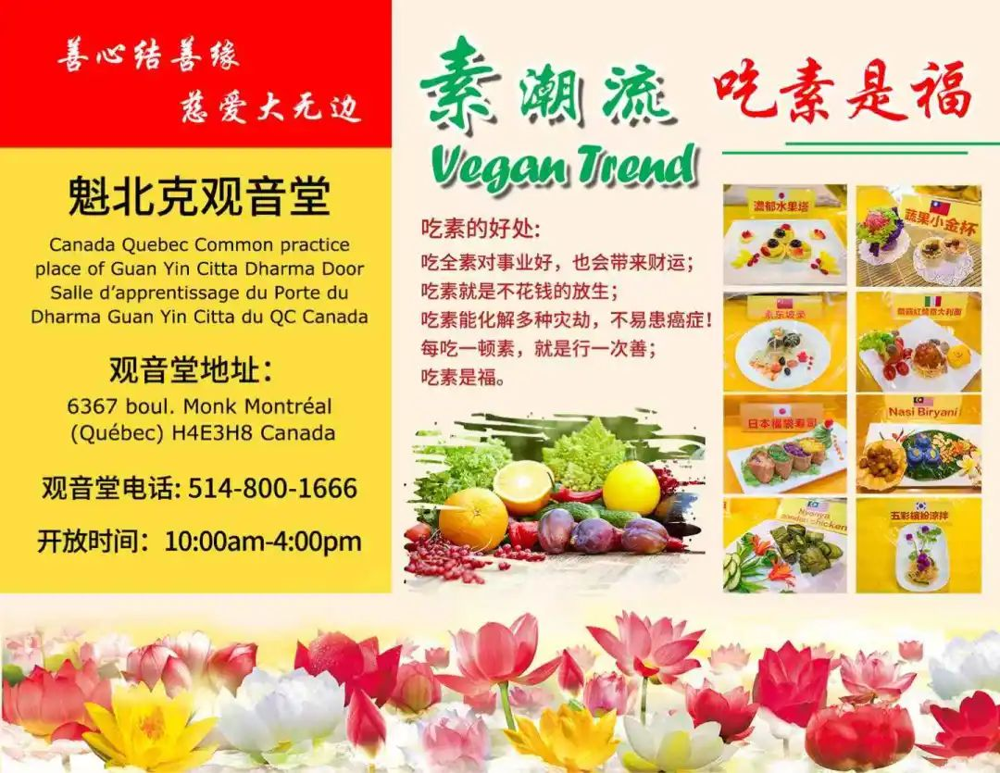 善心结善缘
慈爱大无边
魁北克观音堂
Canada Quebec Common practice
place of Guan Yin Citta Dharma Door
Salle d’apprentissage du Porte du
Dharma Guan Yin Citta du QC Canada
观音堂地址：
6367 boul. Monk Montréal
(Québec) H4E3H8 Canada
观音堂电话: 514-800-1666
开放时间：10:00am-4:00pm
素潮流
Vegan Trend
吃素的好处:
吃全素对事业好，也会带来财运；
吃素就是不花钱的放生；
吃素能化解多种灾劫，不易患癌症！
每吃一顿素，就是行一次善；
吃素是福。
吃素是福
濃郁水果塔
蔬果小金杯
日本福袋寿司
Nasi Biryani
Nyonya
chicken
五彩缤纷凉拌